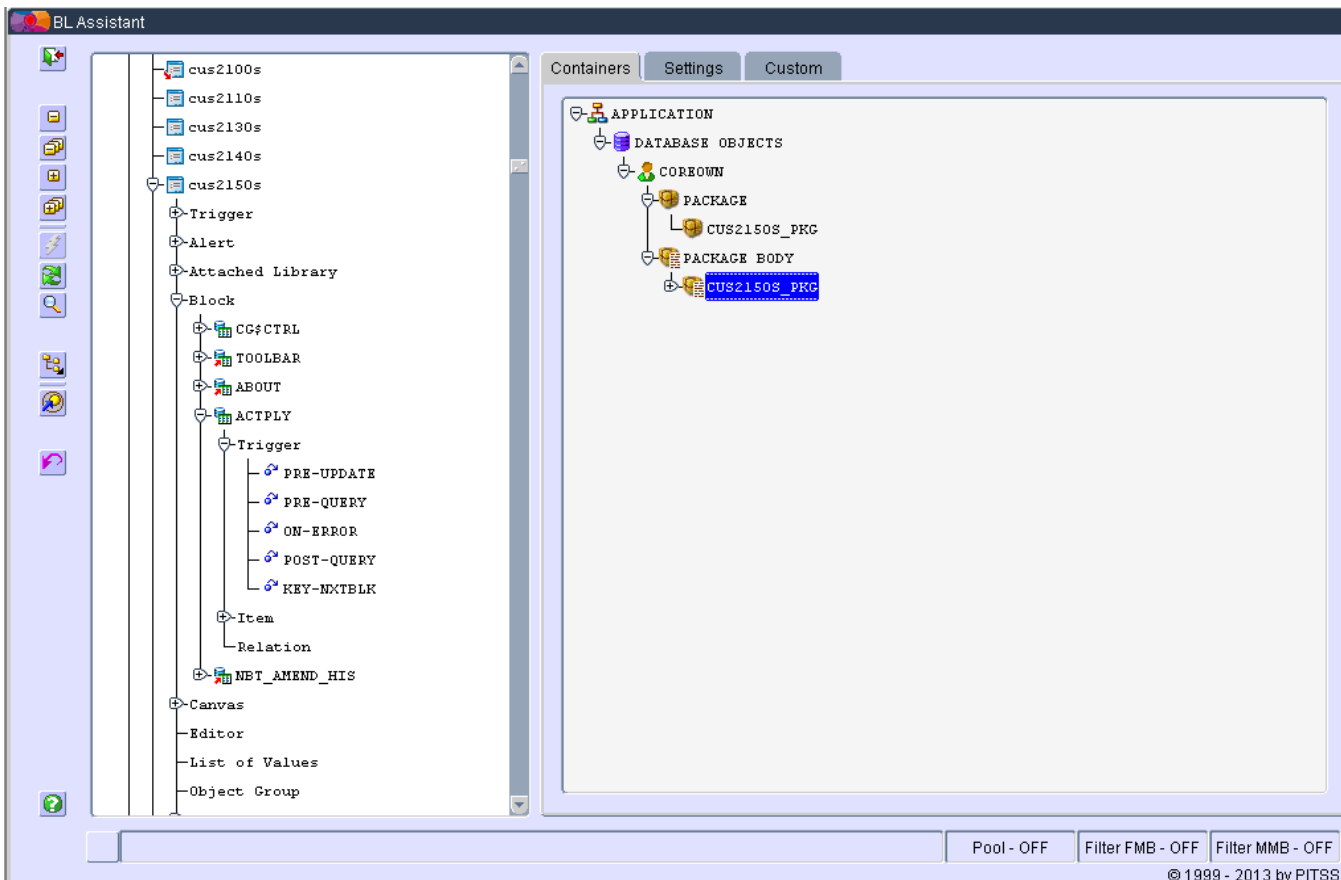 BL Assistant
cus2100s
cus2110s
cus2130s
cus2140s
cus2150s
Trigger
Alert
Attached Library
Block
CG$CTRL
TOOLBAR
ABOUT
ACTPLY
Trigger
PRE-UPDATE
PRE-QUERY
ON-ERROR
POST-QUERY
KEY-NXTBLK
Item
Relation
NBT_AMEND_HIS
Canvas
Editor
List of Values
Object Group
Containers Settings Custom
APPLICATION
DATABASE OBJECTS
COREOWN
PACKAGE
CUS2150S_PKG
PACKAGE BODY
CUS2150S_PKG
Pool - OFF Filter FMB - OFF Filter MMB - OFF
© 1999 - 2013 by PITSS